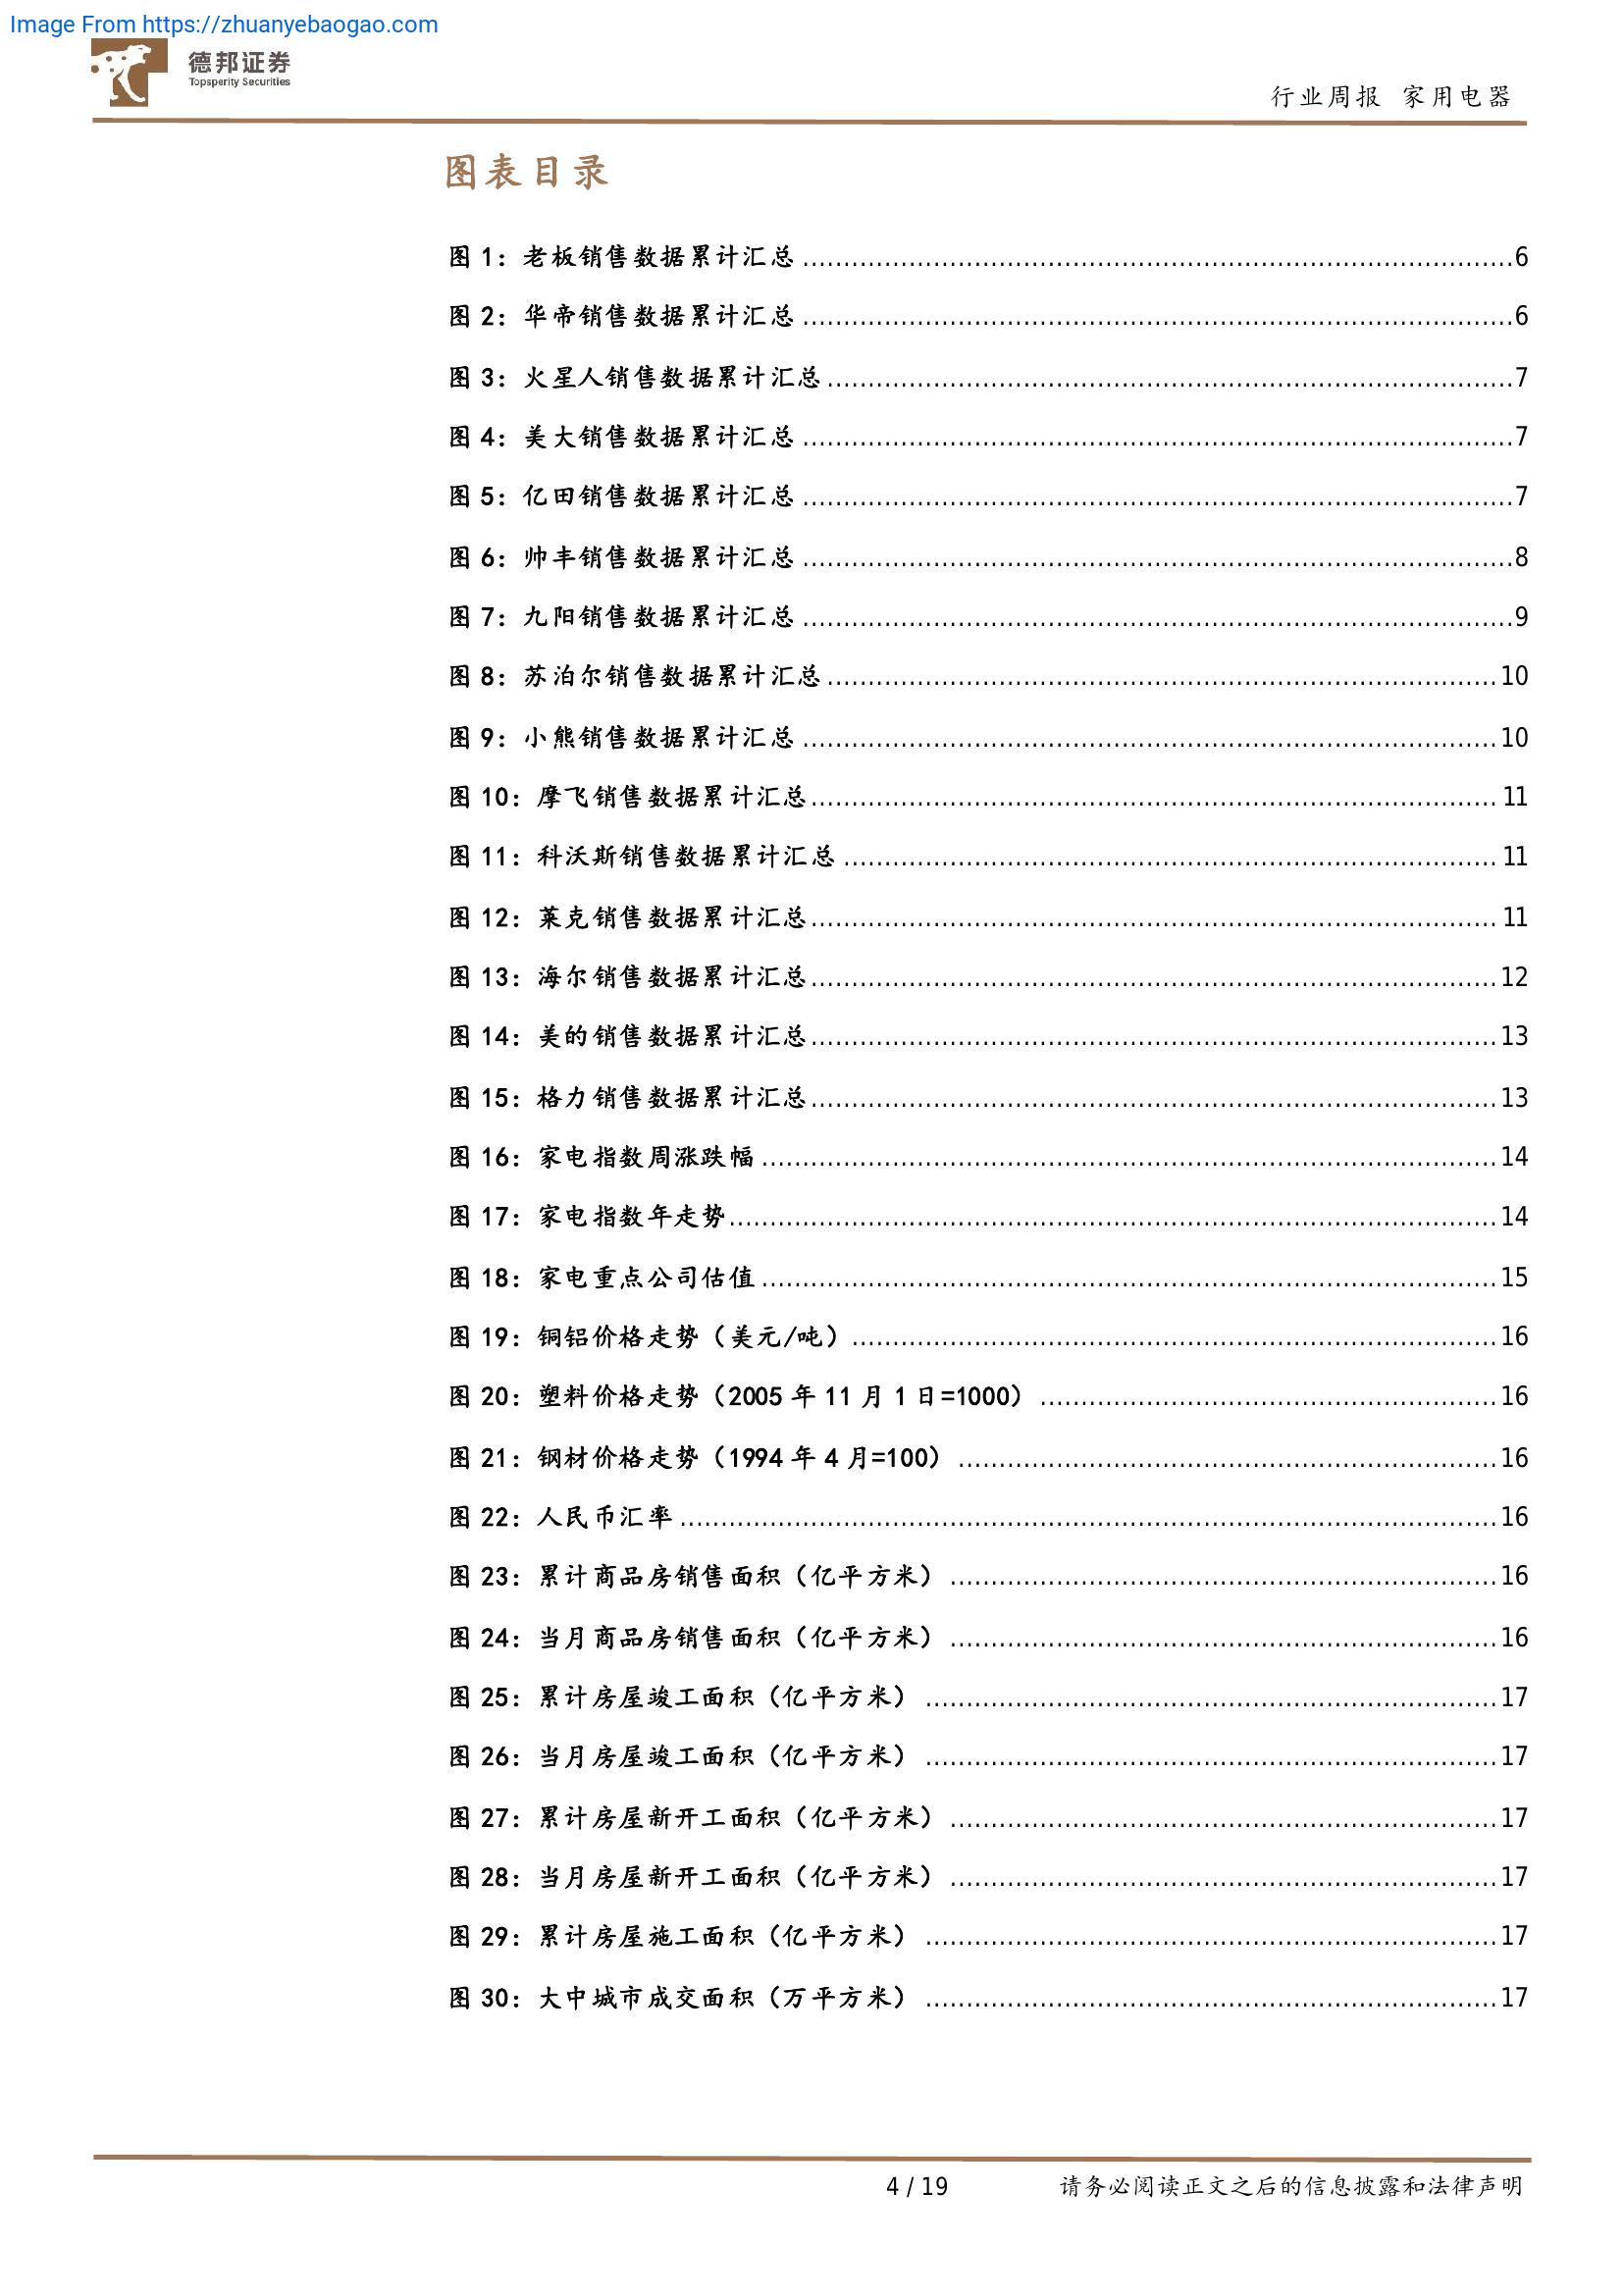 Image From https://zhuanyebaogao.com
德邦证券
Topsperity Securities
行业周报 家用电器
图表目录
图 1：老板销售数据累计汇总 ................................................ 6
图 2：华帝销售数据累计汇总 ................................................ 6
图 3：火星人销售数据累计汇总 ................................................ 7
图 4：美大销售数据累计汇总 ................................................ 7
图 5：亿田销售数据累计汇总 ................................................ 7
图 6：帅丰销售数据累计汇总 ................................................ 8
图 7：九阳销售数据累计汇总 ................................................ 9
图 8：苏泊尔销售数据累计汇总 ................................................ 10
图 9：小熊销售数据累计汇总 ................................................ 10
图 10：摩飞销售数据累计汇总 ................................................ 11
图 11：科沃斯销售数据累计汇总 ................................................ 11
图 12：莱克销售数据累计汇总 ................................................ 11
图 13：海尔销售数据累计汇总 ................................................ 12
图 14：美的销售数据累计汇总 ................................................ 13
图 15：格力销售数据累计汇总 ................................................ 13
图 16：家电指数周涨跌幅 ................................................ 14
图 17：家电指数年走势 ................................................ 14
图 18：家电重点公司估值 ................................................ 15
图 19：铜铝价格走势（美元/吨） ................................................ 16
图 20：塑料价格走势（2005 年 11 月 1 日=1000） ................................................ 16
图 21：钢材价格走势（1994 年 4 月=100） ................................................ 16
图 22：人民币汇率 ................................................ 16
图 23：累计商品房销售面积（亿平方米） ................................................ 16
图 24：当月商品房销售面积（亿平方米） ................................................ 16
图 25：累计房屋竣工面积（亿平方米） ................................................ 17
图 26：当月房屋竣工面积（亿平方米） ................................................ 17
图 27：累计房屋新开工面积（亿平方米） ................................................ 17
图 28：当月房屋新开工面积（亿平方米） ................................................ 17
图 29：累计房屋施工面积（亿平方米） ................................................ 17
图 30：大中城市成交面积（万平方米） ................................................ 17
4 / 19 请务必阅读正文之后的信息披露和法律声明